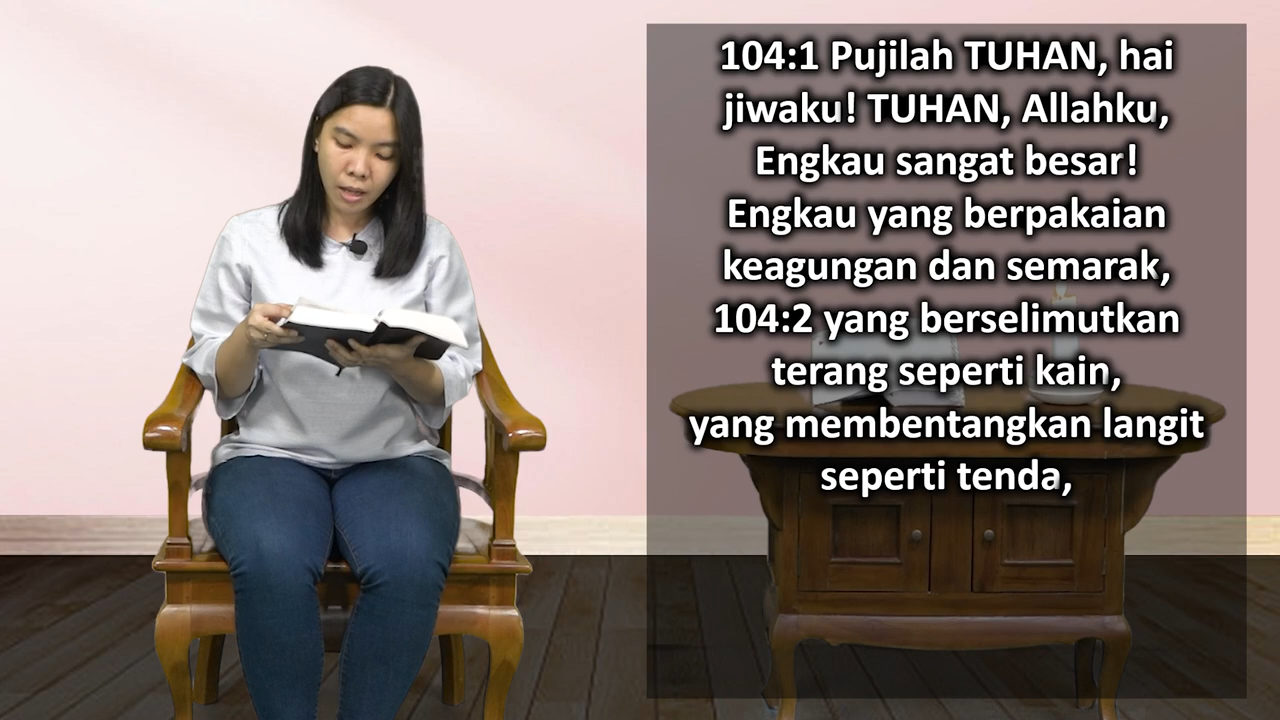 104:1 Pujilah TUHAN, hai
jiwaku! TUHAN, Allahku,
Engkau sangat besar!
Engkau yang berpakaian
keagungan dan semarak,
104:2 yang berselimutkan
terang seperti kain,
yang membentangkan langit
seperti tenda,